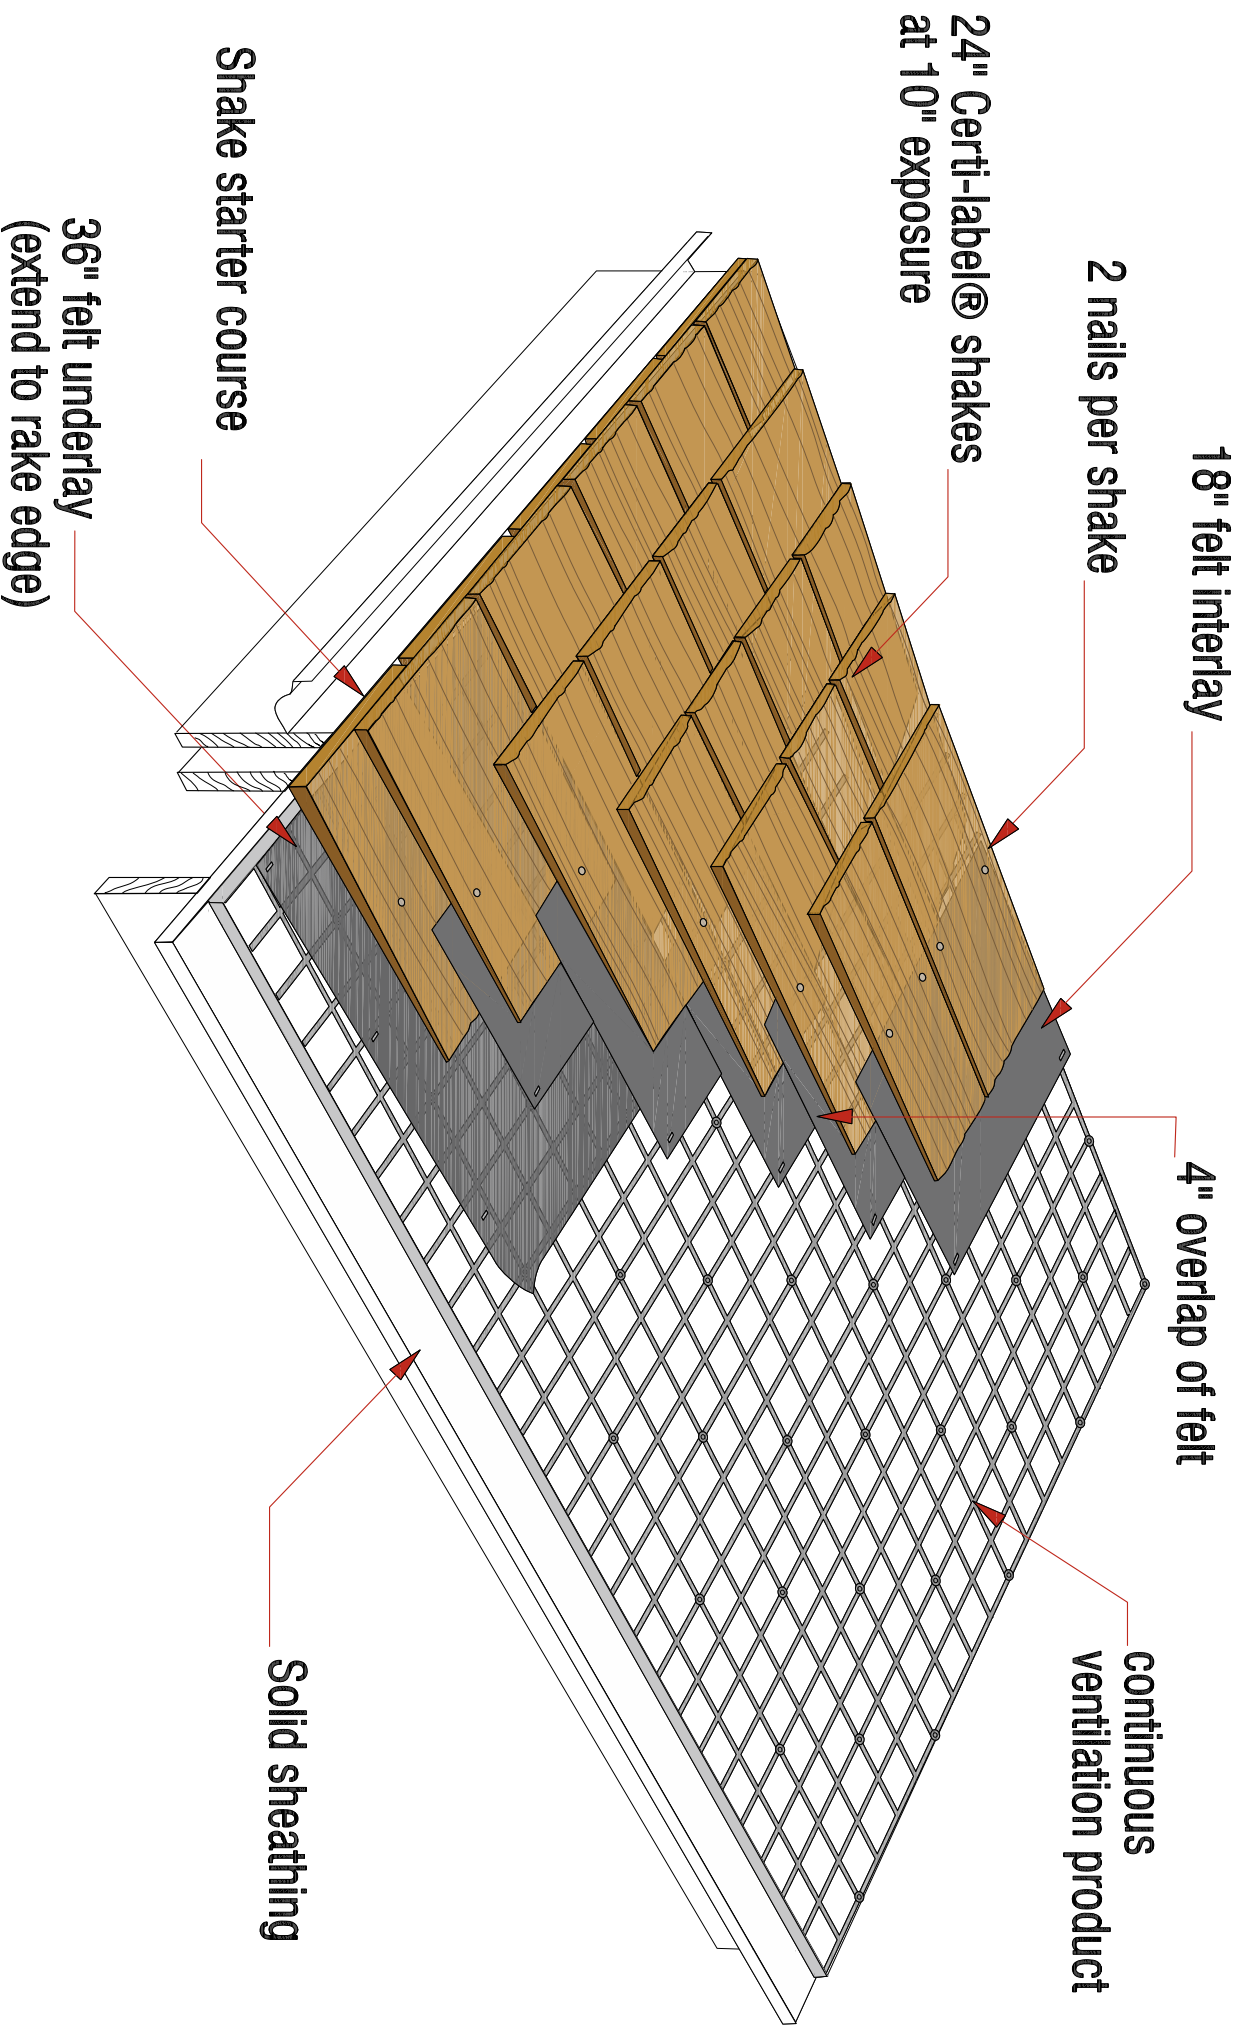 18" felt interlay
2 nails per shake
24" Certi-label® shakes
at 10" exposure
Shake starter course
36" felt underlay
(extend to rake edge)
4" overlap of felt
continuous
ventilation product
Solid sheathing